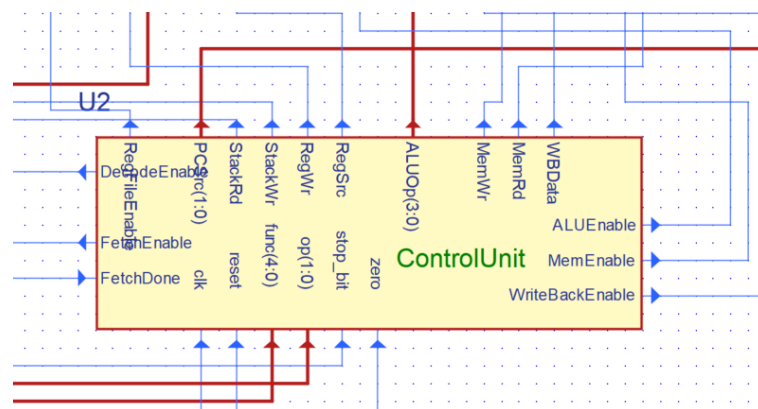 U2
RegFileEnable
PCSrc(1:0)
StackRd
StackWr
RegWr
RegSrc
ALUOp(3:0)
MemWr
MemRd
WBData
DecodeEnable
FetchEnable
FetchDone
clk
reset
func(4:0)
op(1:0)
stop_bit
zero
ControlUnit
ALUEnable
MemEnable
WriteBackEnable